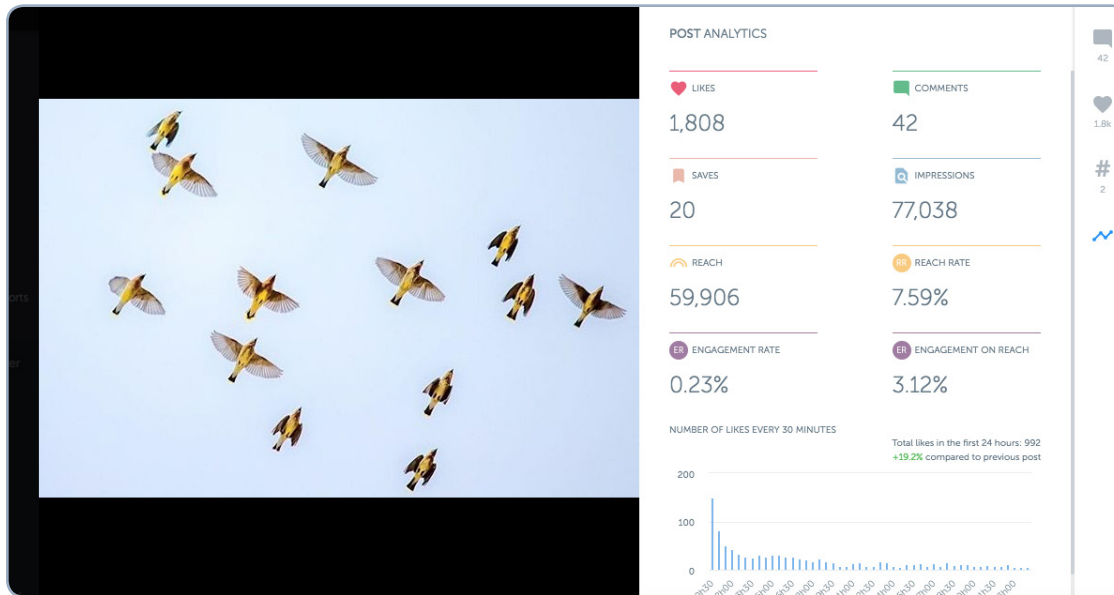 POST ANALYTICS
LIKES
1,808
COMMENTS
42
SAVES
20
IMPRESSIONS
77,038
REACH
59,906
RR REACH RATE
7.59%
ER ENGAGEMENT RATE
0.23%
ER ENGAGEMENT ON REACH
3.12%
NUMBER OF LIKES EVERY 30 MINUTES
Total likes in the first 24 hours: 992
+19.2% compared to previous post
200
100
0
42
1.8k
#
2
orts
er